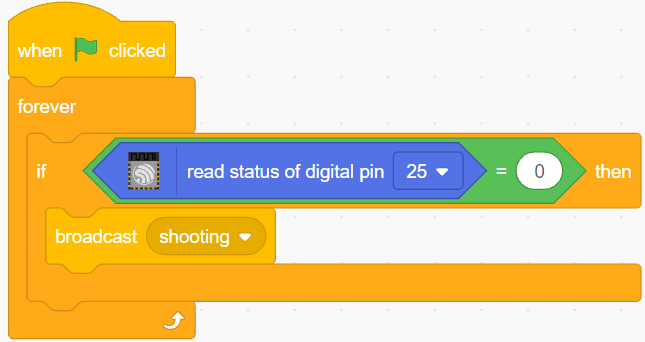 when clicked
forever
if read status of digital pin 25 = 0 then
broadcast shooting